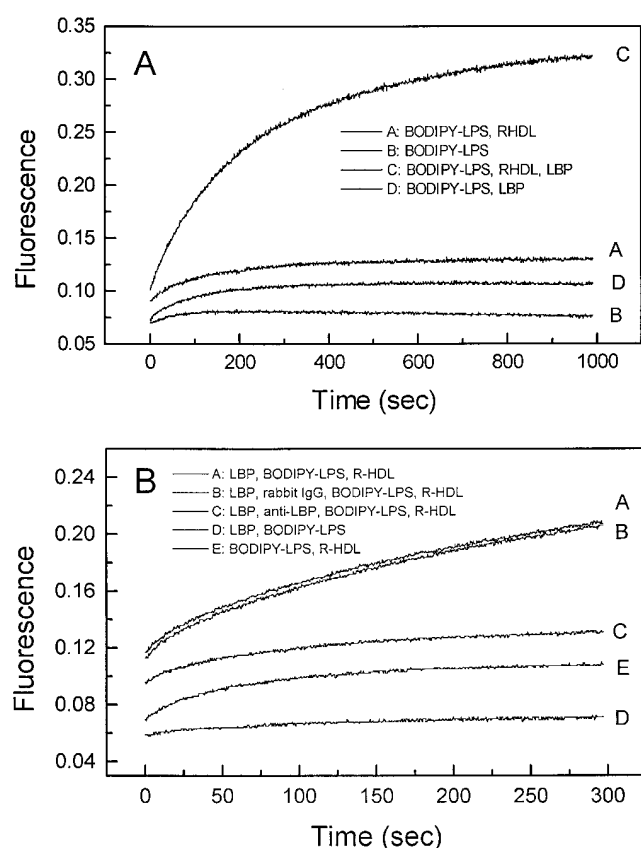 A
0.35
0.30
0.25
0.20
0.15
0.10
0.05
Fluorescence
C
A: BODIPY-LPS, RHDL
B: BODIPY-LPS
C: BODIPY-LPS, RHDL, LBP
D: BODIPY-LPS, LBP
A
D
B
0
200
400
600
800
1000
Time (sec)
B
0.24
0.20
0.16
0.12
0.08
0.04
Fluorescence
A: LBP, BODIPY-LPS, R-HDL
B: LBP, rabbit IgG, BODIPY-LPS, R-HDL
C: LBP, anti-LBP, BODIPY-LPS, R-HDL
D: LBP, BODIPY-LPS
E: BODIPY-LPS, R-HDL
A
B
C
E
D
0
50
100
150
200
250
300
Time (sec)